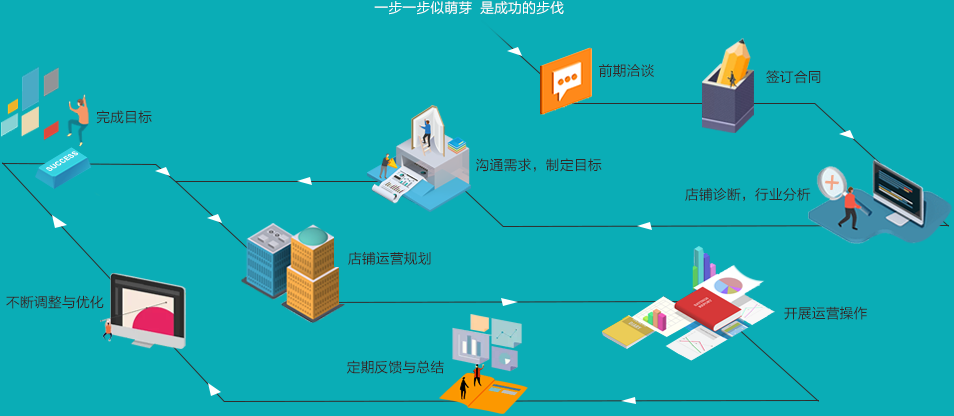 一步一步似萌芽 是成功的步伐
前期洽谈
签订合同
完成目标
SUCCESS
沟通需求，制定目标
店铺诊断，行业分析
店铺运营规划
不断调整与优化
开展运营操作
定期反馈与总结